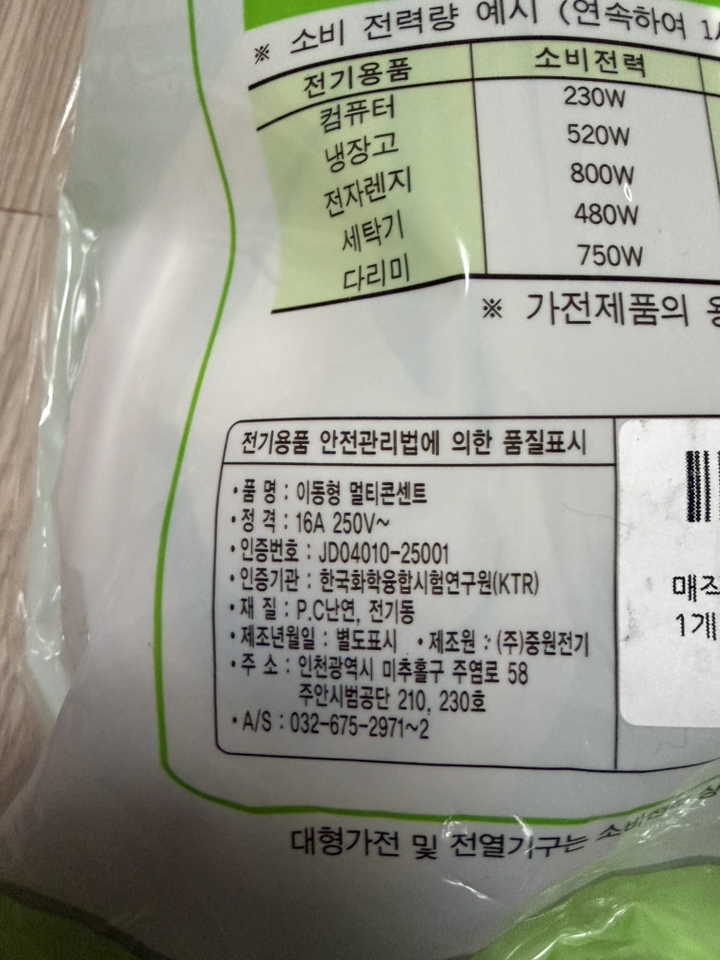 ※ 소비 전력량 예시 (연속하여
전기용품 소비전력
컴퓨터 230W
냉장고 520W
전자렌지 800W
세탁기 480W
다리미 750W
※ 가전제품의
전기용품 안전관리법에 의한 품질표시
•품 명 : 이동형 멀티콘센트
•정 격 : 16A 250V~
•인증번호 : JD04010-25001
•인증기관 : 한국화학융합시험연구원(KTR)
•재 질 : P.C난연, 전기동
•제조년월일 : 별도표시 •제조원 : (주)중원전기
•주 소 : 인천광역시 미추홀구 주염로 58
주안시범공단 210, 230호
•A/S : 032-675-2971~2
1개
대형가전 및 전열기구는